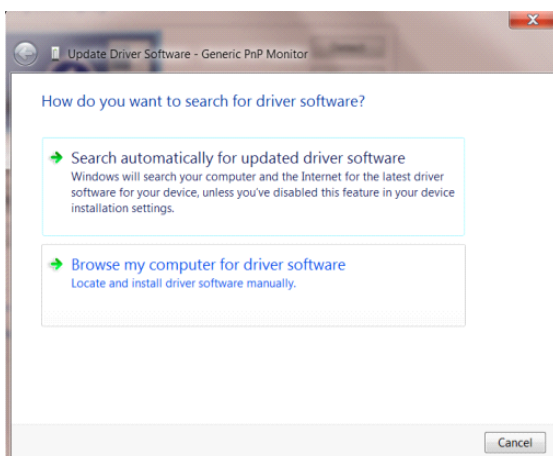 X
Update Driver Software - Generic PnP Monitor
How do you want to search for driver software?
Search automatically for updated driver software
Windows will search your computer and the Internet for the latest driver
software for your device, unless you've disabled this feature in your device
installation settings.
Browse my computer for driver software
Locate and install driver software manually.
Cancel